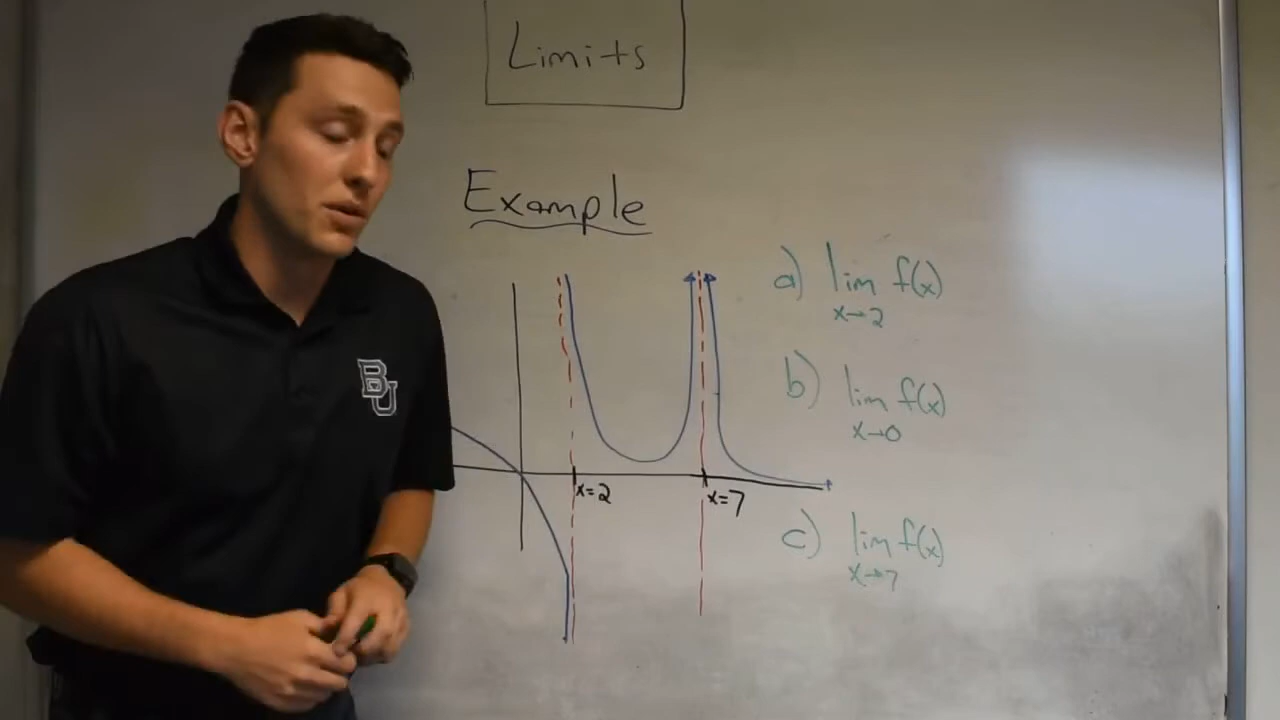 Limits
Example
a) lim f(x)
x→2
b) lim f(x)
x→0
c) lim f(x)
x→7
x=2
x=7
BU